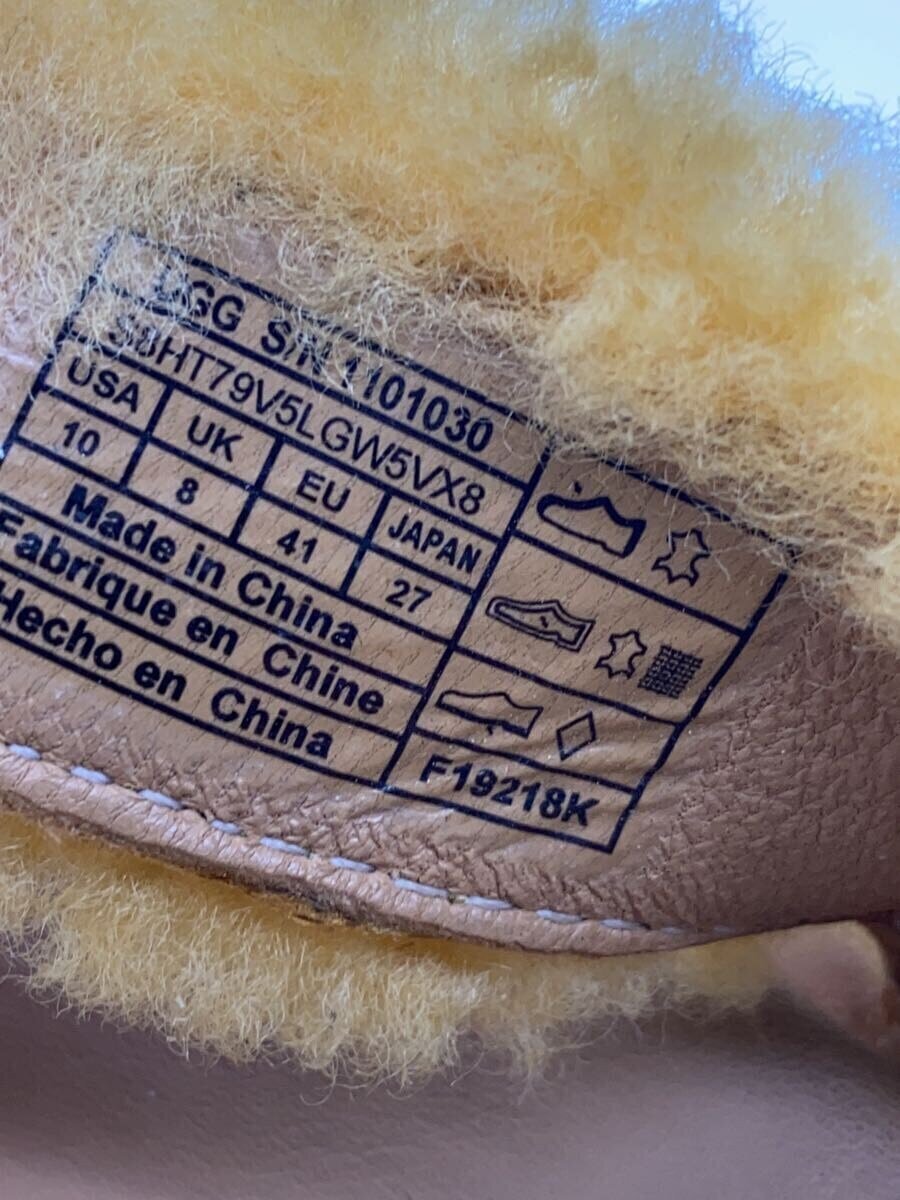 UGG S/N 1101030
S8HT79V5LGW5VX8
USA UK EU JAPAN
10 8 41 27
Made in China
Fabrique en Chine
Hecho en China
F19218K